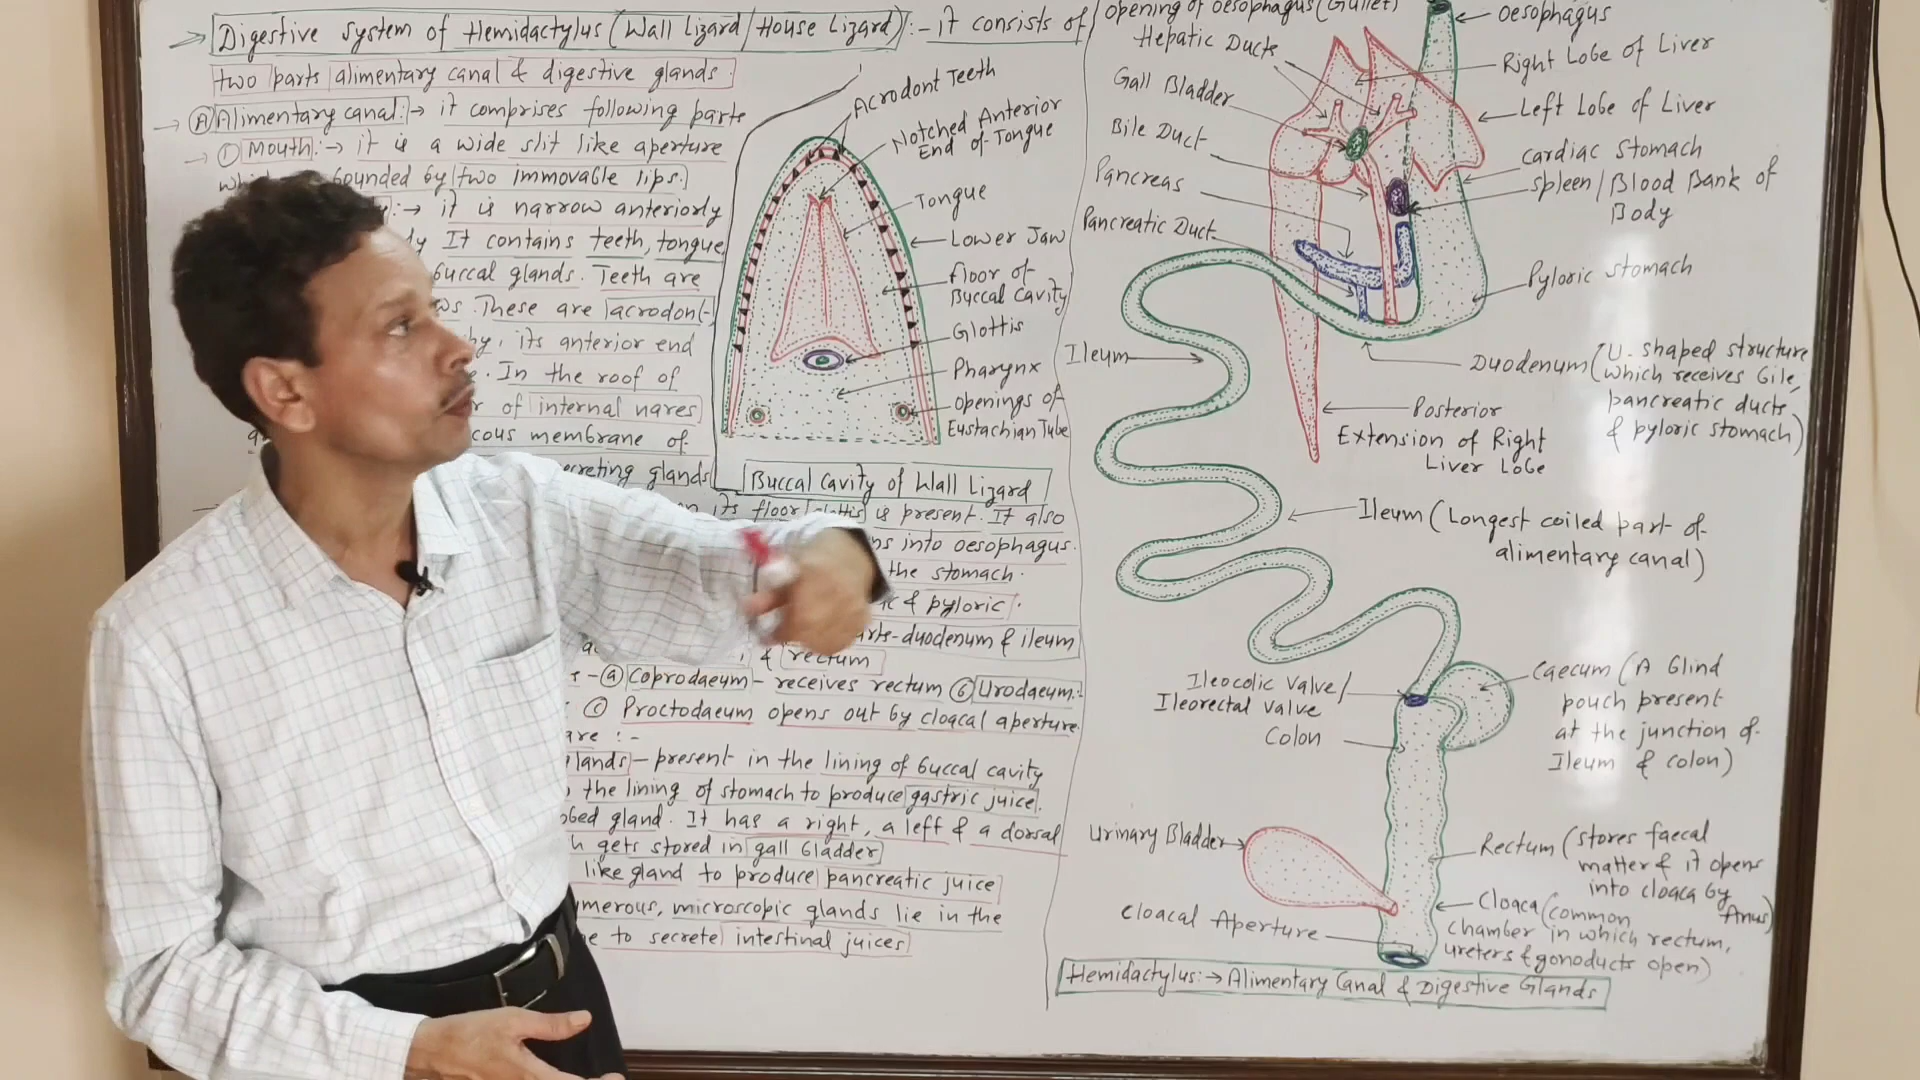 Digestive System of Hemidactylus (Wall Lizard/House Lizard):- it consists of
two parts alimentary canal & digestive glands.
(A) Alimentary canal:→ it comprises following parts
① Mouth:→ it is a wide slit like aperture
bounded by two immovable lips.
:→ it is narrow anteriorly
It contains teeth, tongue
buccal glands. Teeth are
These are acrodont-
its anterior end
. In the roof of
of internal nares
mucous membrane of
secreting glands
its floor glottis is present. It also
into oesophagus.
the stomach.
& pyloric.
-duodenum & ileum
& rectum
:-ⓐ Coprodaeum- receives rectum ⓑ Urodaeum:-
ⓒ Proctodaeum opens out by cloacal aperture.
are :-
glands- present in the lining of buccal cavity
the lining of stomach to produce gastric juice.
gland. It has a right, a left & a dorsal
gets stored in gall bladder
like gland to produce pancreatic juice
numerous, microscopic glands lie in the
to secrete intestinal juices
Acrodont Teeth
Notched Anterior
End of Tongue
Tongue
Lower Jaw
Floor of
Buccal Cavity
Glottis
Pharynx
Openings of
Eustachian Tube
Buccal Cavity of Wall Lizard
Opening of Oesophagus (Gullet)
Hepatic Ducts
Gall Bladder
Bile Duct
Pancreas
Pancreatic Duct
Ileum
Oesophagus
Right Lobe of Liver
Left Lobe of Liver
Cardiac Stomach
Spleen/Blood Bank of
Body
Pyloric Stomach
Duodenum (U-shaped structure
which receives bile,
pancreatic ducts
& pyloric stomach)
Posterior
Extension of Right
Liver Lobe
Ileum (Longest coiled part of
alimentary canal)
Ileocolic Valve/
Ileorectal Valve
Colon
Caecum (A blind
pouch present
at the junction of
Ileum & colon)
Urinary Bladder
Rectum (stores faecal
matter & it opens
into cloaca by
Anus)
Cloaca (common
chamber in which rectum,
ureters & gonoducts open)
Cloacal Aperture
Hemidactylus:→ Alimentary Canal & Digestive Glands